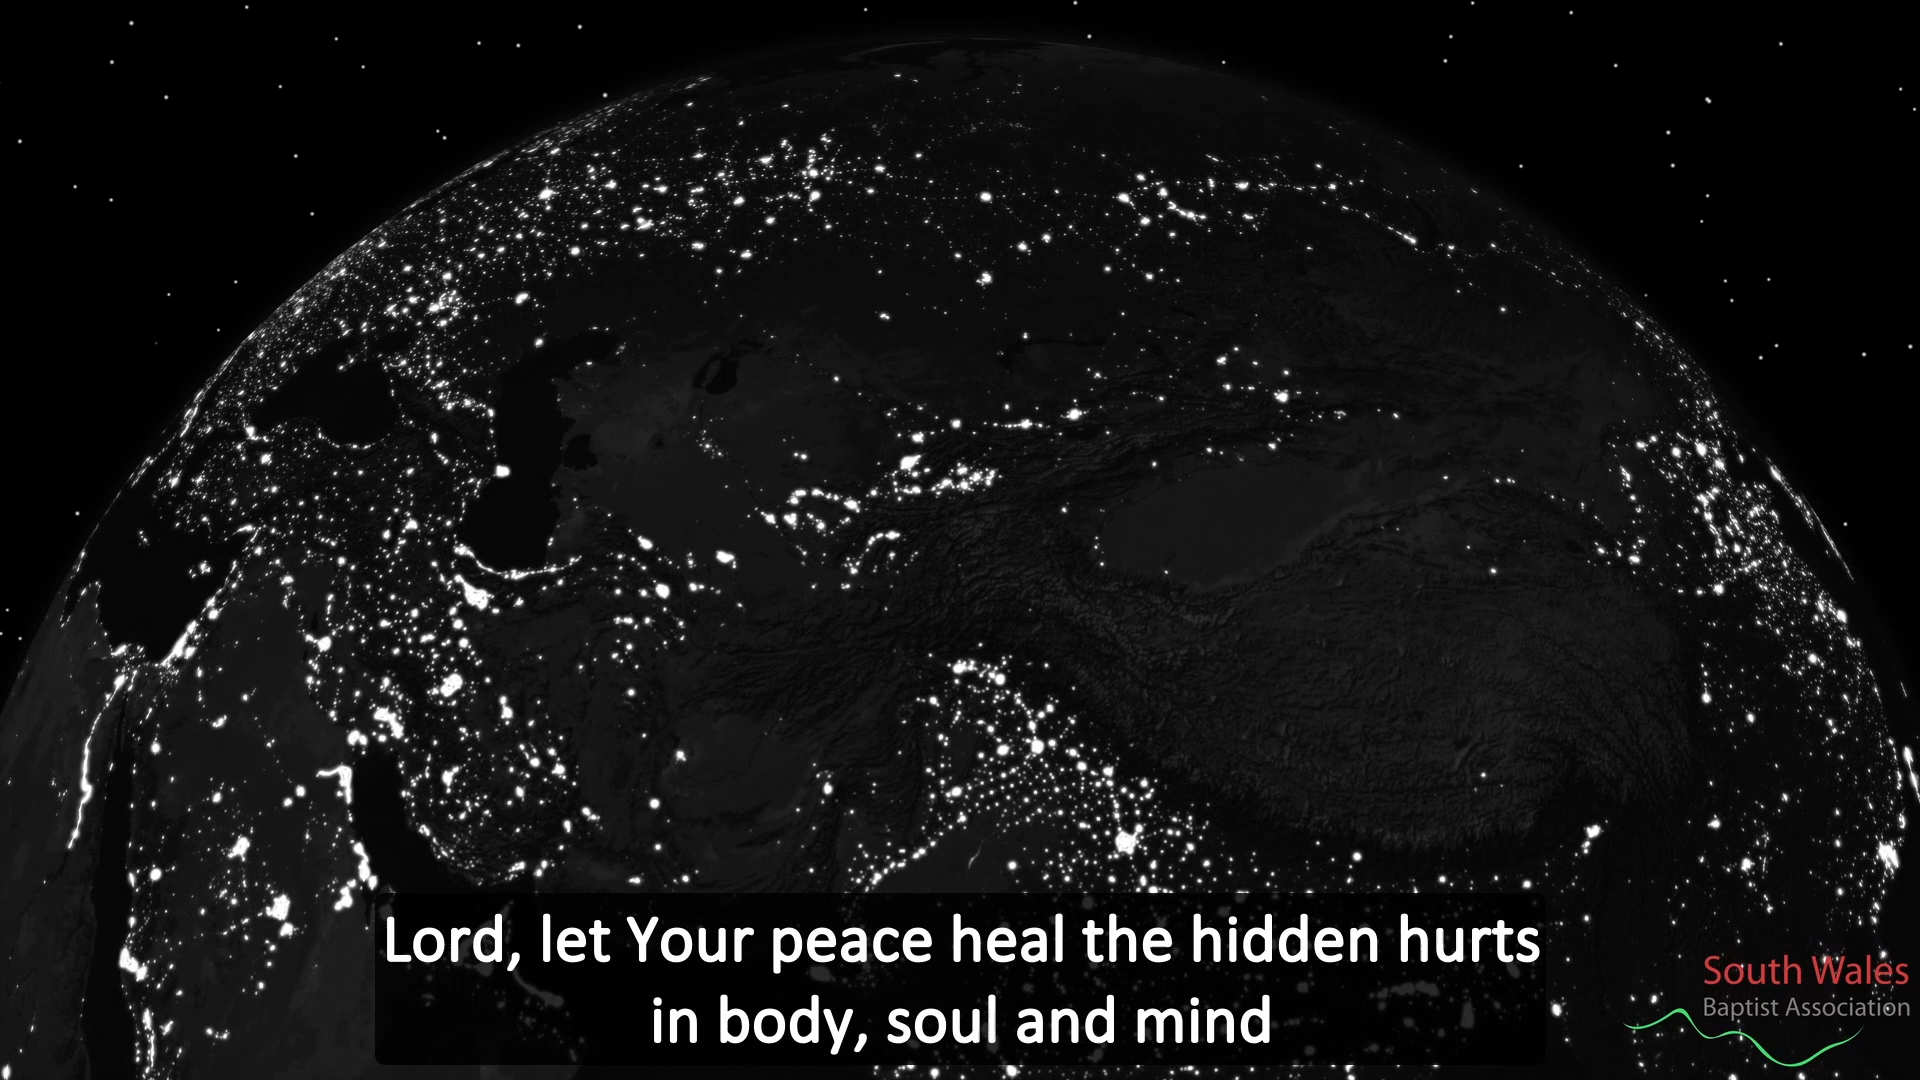 Lord, let Your peace heal the hidden hurts
in body, soul and mind
South Wales
Baptist Association